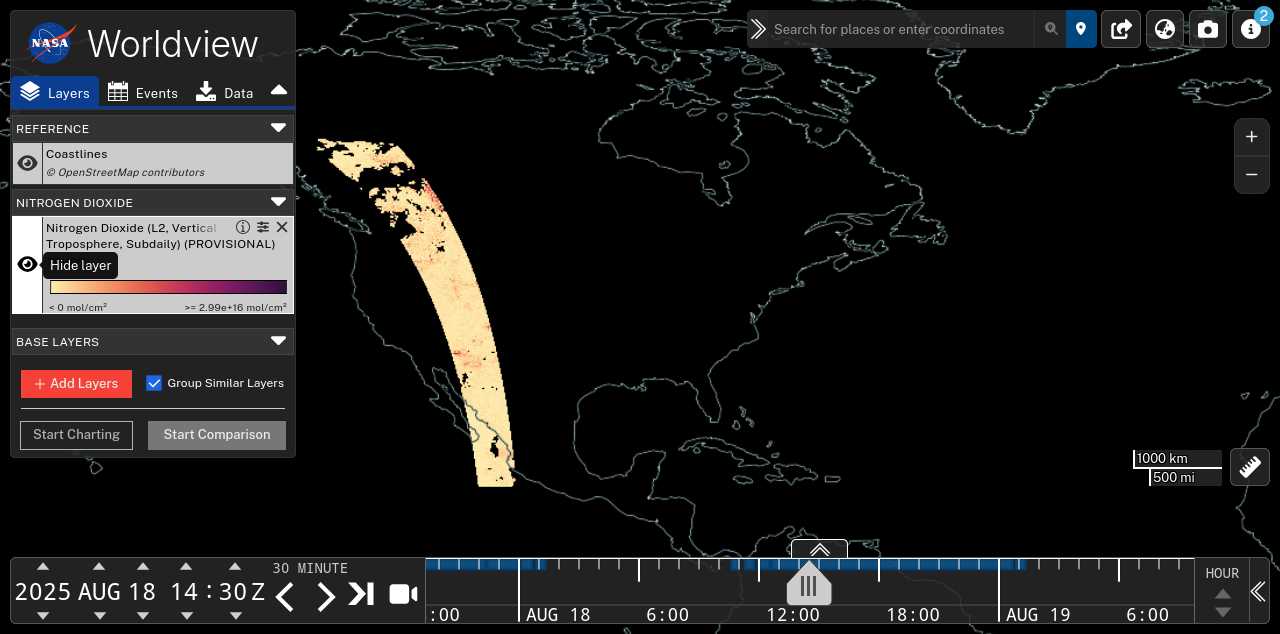 NASA
Worldview
Search for places or enter coordinates
2
Layers
Events
Data
REFERENCE
Coastlines
© OpenStreetMap contributors
NITROGEN DIOXIDE
Nitrogen Dioxide (L2, Vertical
Troposphere, Subdaily) (PROVISIONAL)
Hide layer
< 0 mol/cm²
>= 2.99e+16 mol/cm²
BASE LAYERS
+ Add Layers
Group Similar Layers
Start Charting
Start Comparison
1000 km
500 mi
30 MINUTE
2025 AUG 18 14 : 30 Z
:00
AUG 18
6:00
12:00
18:00
AUG 19
6:00
HOUR